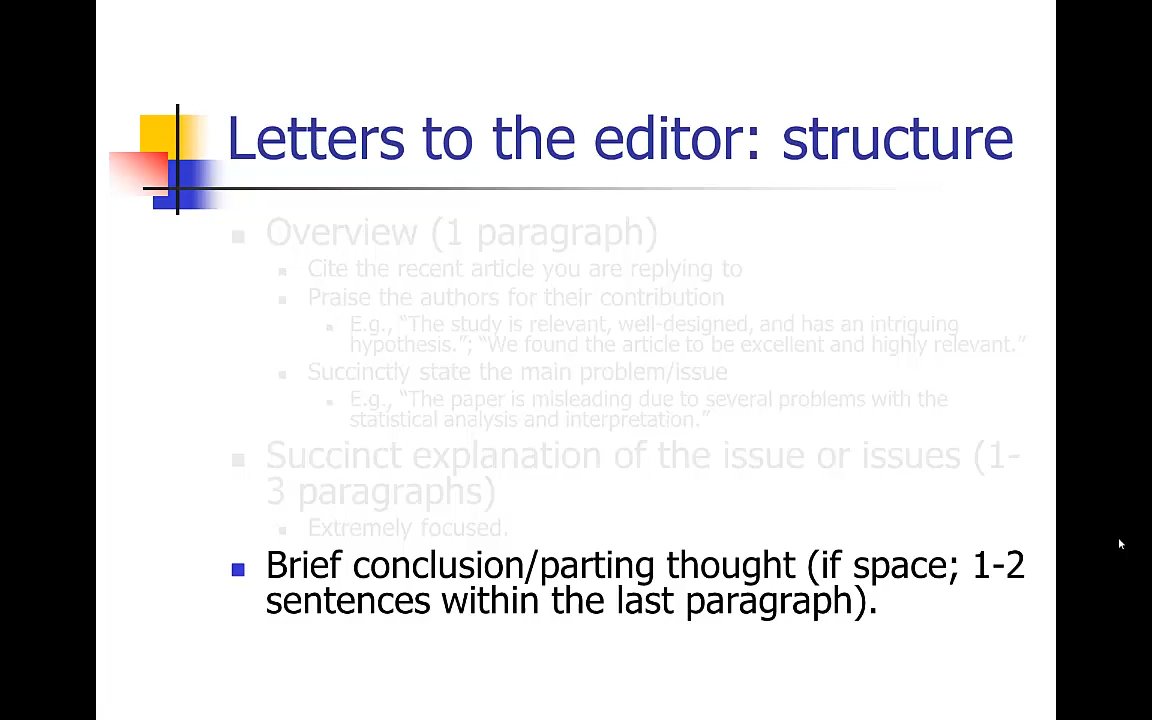 Letters to the editor: structure
Overview (1 paragraph)
Cite the recent article you are replying to
Praise the authors for their contribution
E.g., “The study is relevant, well-designed, and has an intriguing
hypothesis.”; “We found the article to be excellent and highly relevant.”
Succinctly state the main problem/issue
E.g., “The paper is misleading due to several problems with the
statistical analysis and interpretation.”
Succinct explanation of the issue or issues (1-
3 paragraphs)
Extremely focused.
Brief conclusion/parting thought (if space; 1-2
sentences within the last paragraph).